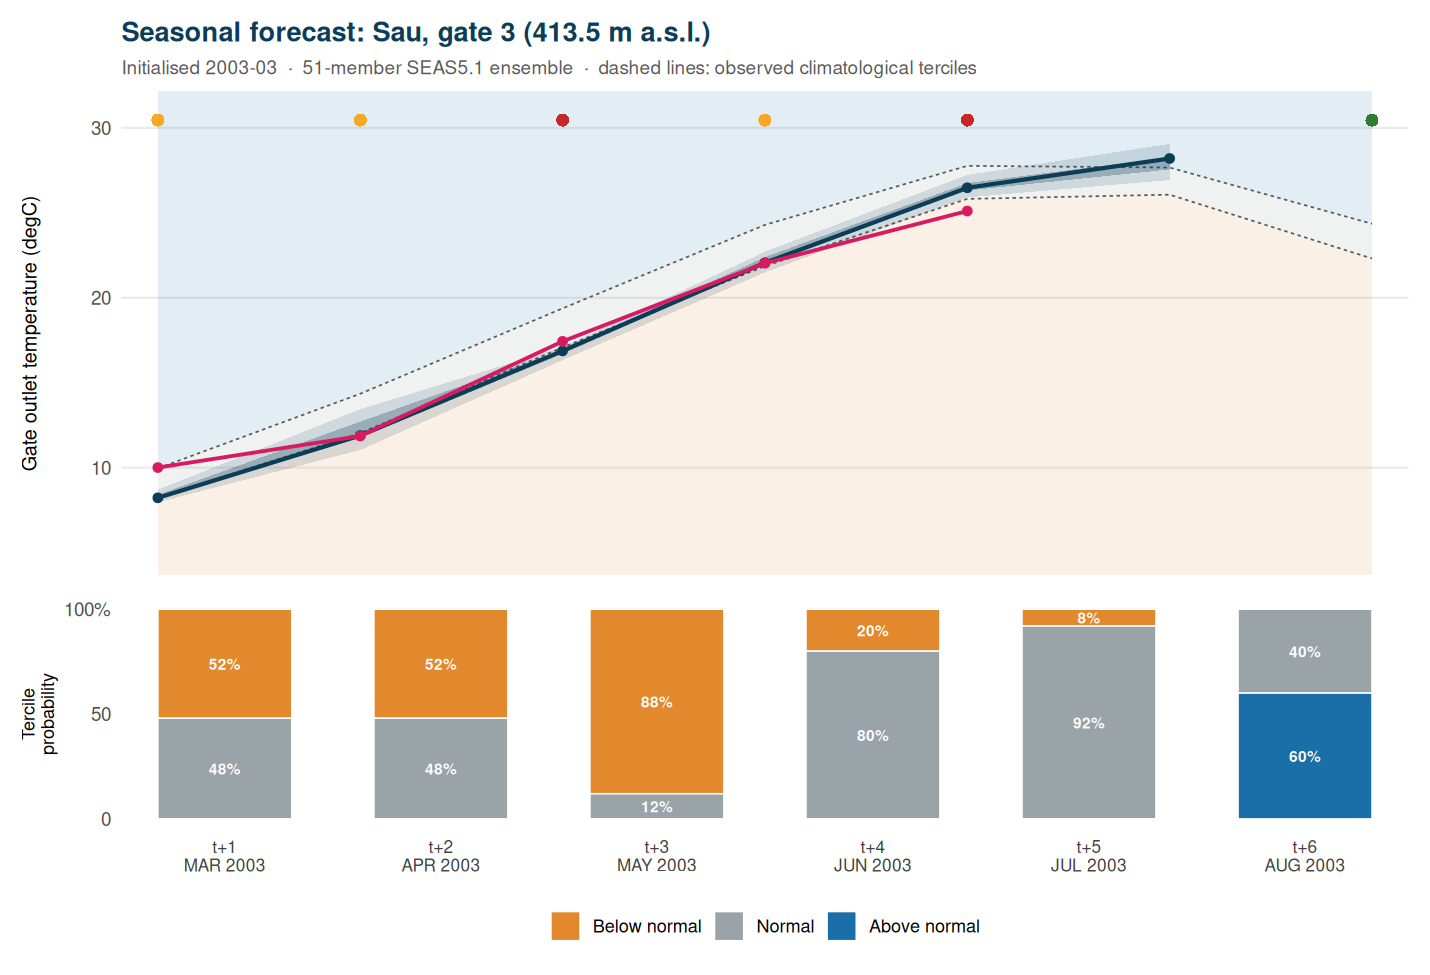 Seasonal forecast: Sau, gate 3 (413.5 m a.s.l.)
Initialised 2003-03 · 51-member SEAS5.1 ensemble · dashed lines: observed climatological terciles
Gate outlet temperature (degC)
30
20
10
Tercile
probability
100%
50
0
52%
48%
52%
48%
88%
12%
20%
80%
8%
92%
40%
60%
t+1
MAR 2003
t+2
APR 2003
t+3
MAY 2003
t+4
JUN 2003
t+5
JUL 2003
t+6
AUG 2003
Below normal
Normal
Above normal